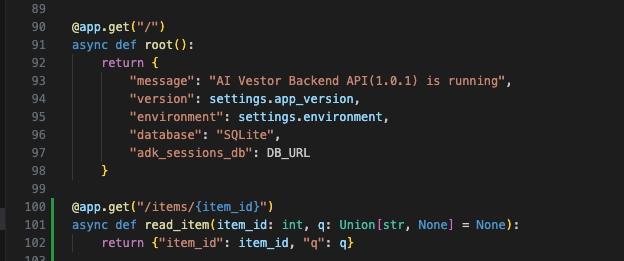 89
90 @app.get("/")
91 async def root():
92 return {
93 "message": "AI Vestor Backend API(1.0.1) is running",
94 "version": settings.app_version,
95 "environment": settings.environment,
96 "database": "SQLite",
97 "adk_sessions_db": DB_URL
98 }
99
100 @app.get("/items/{item_id}")
101 async def read_item(item_id: int, q: Union[str, None] = None):
102 return {"item_id": item_id, "q": q}
103